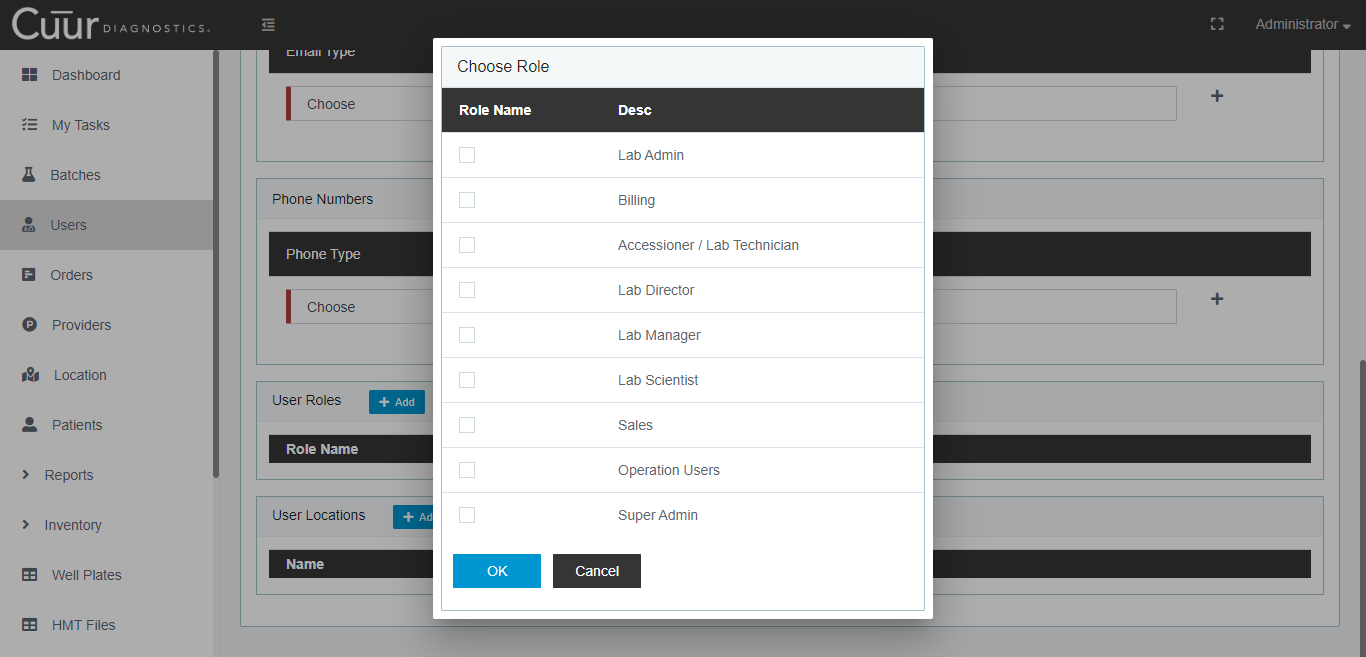 Cuur DIAGNOSTICS.
Administrator
Dashboard
My Tasks
Batches
Users
Orders
Providers
Location
Patients
Reports
Inventory
Well Plates
HMT Files
Email Type
Choose
Phone Numbers
Phone Type
Choose
User Roles
Add
Role Name
User Locations
Ad
Name
Choose Role
Role Name Desc
Lab Admin
Billing
Accessioner / Lab Technician
Lab Director
Lab Manager
Lab Scientist
Sales
Operation Users
Super Admin
OK Cancel